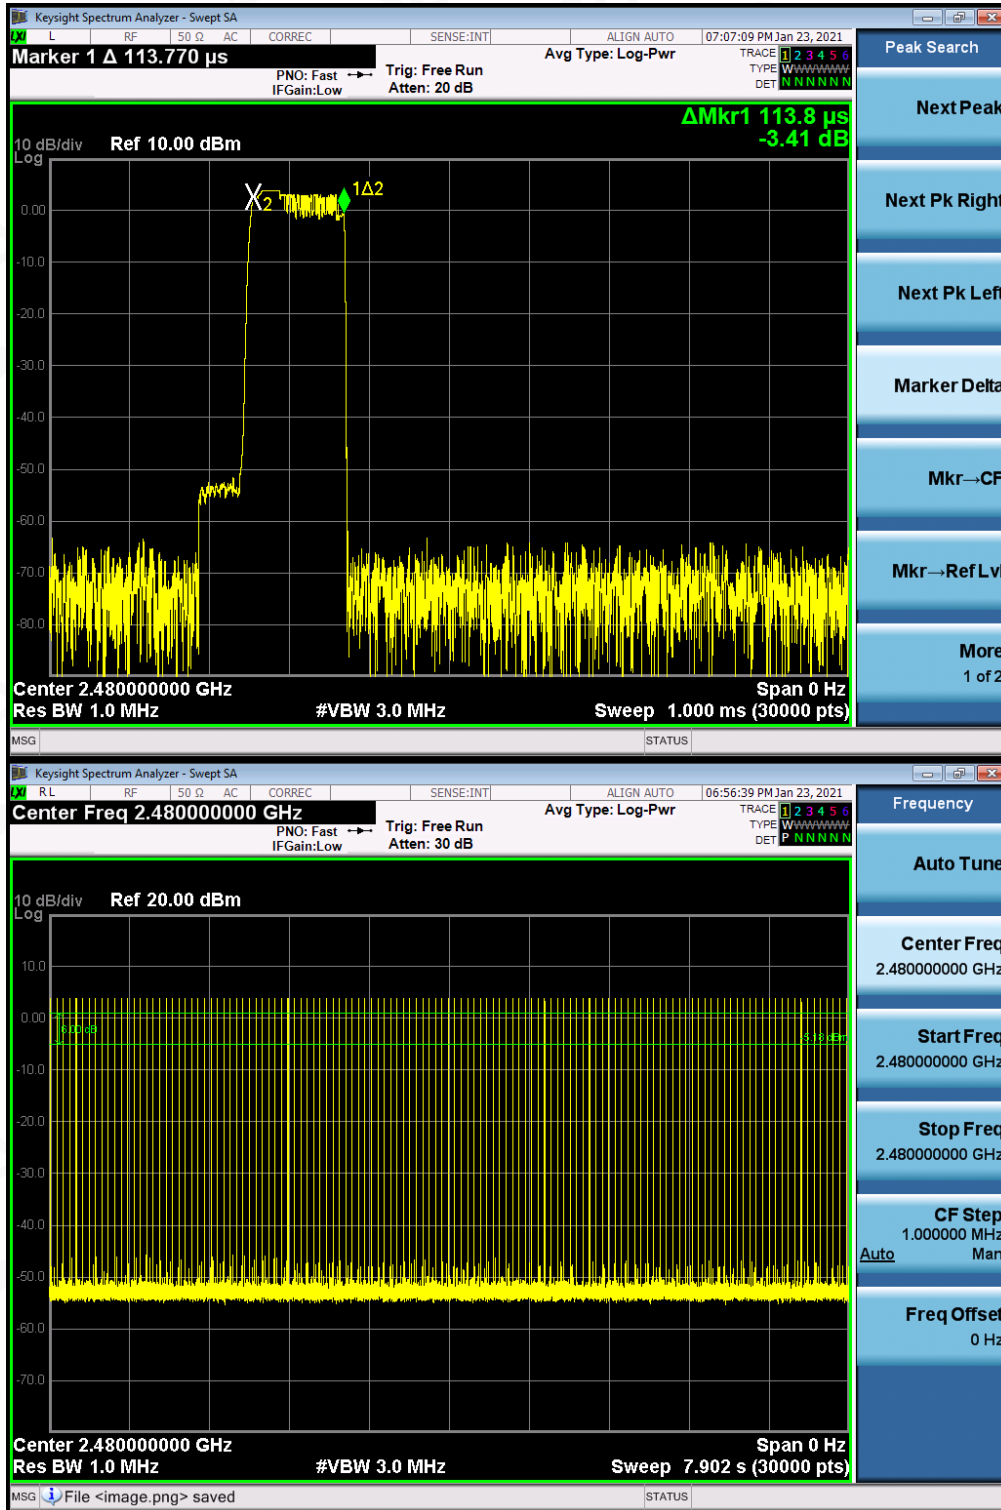 Keysight Spectrum Analyzer - Swept SA
LXI L RF 50 Ω AC CORREC SENSE:INT ALIGN AUTO 07:07:09 PM Jan 23, 2021
Marker 1 Δ 113.770 µs
PNO: Fast
IFGain:Low
Trig: Free Run
Atten: 20 dB
Avg Type: Log-Pwr
TRACE 1 2 3 4 5 6
TYPE WWWWWW
DET N N N N N N
ΔMkr1 113.8 µs
-3.41 dB
10 dB/div
Log
Ref 10.00 dBm
X2
1Δ2
0.00
-10.0
-20.0
-30.0
-40.0
-50.0
-60.0
-70.0
-80.0
Center 2.480000000 GHz
Span 0 Hz
Res BW 1.0 MHz
#VBW 3.0 MHz
Sweep 1.000 ms (30000 pts)
MSG
STATUS
Peak Search
Next Peak
Next Pk Right
Next Pk Left
Marker Delta
Mkr→CF
Mkr→Ref Lvl
More
1 of 2
Keysight Spectrum Analyzer - Swept SA
LXI R L RF 50 Ω AC CORREC SENSE:INT ALIGN AUTO 06:56:39 PM Jan 23, 2021
Center Freq 2.480000000 GHz
PNO: Fast
IFGain:Low
Trig: Free Run
Atten: 30 dB
Avg Type: Log-Pwr
TRACE 1 2 3 4 5 6
TYPE WWWWWW
DET P N N N N N
10 dB/div
Log
Ref 20.00 dBm
10.0
0.00
6.00 dB
-5.18 dBm
-10.0
-20.0
-30.0
-40.0
-50.0
-60.0
-70.0
Center 2.480000000 GHz
Span 0 Hz
Res BW 1.0 MHz
#VBW 3.0 MHz
Sweep 7.902 s (30000 pts)
MSG
File <image.png> saved
STATUS
Frequency
Auto Tune
Center Freq
2.480000000 GHz
Start Freq
2.480000000 GHz
Stop Freq
2.480000000 GHz
CF Step
1.000000 MHz
Auto Man
Freq Offset
0 Hz